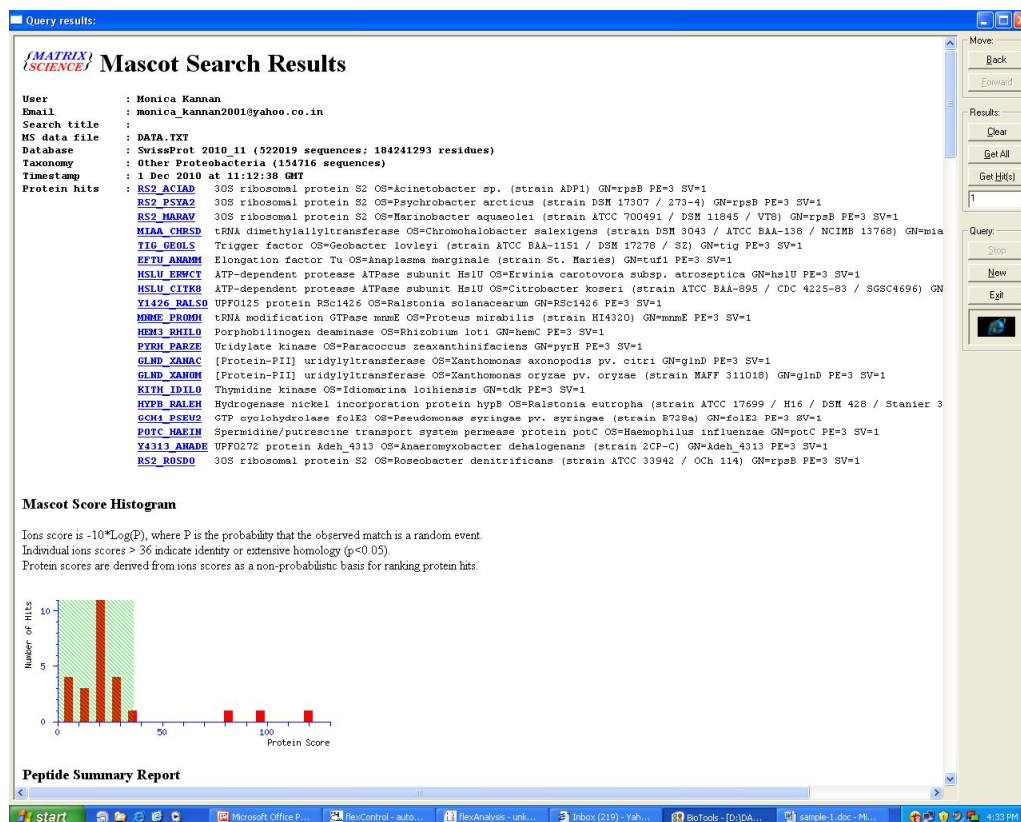 Query results:
{MATRIX SCIENCE} Mascot Search Results
User : Monica Kannan
Email : monica_kannan2001@yahoo.co.in
Search title :
MS data file : DATA.TXT
Database : SwissProt 2010_11 (522019 sequences; 184241293 residues)
Taxonomy : Other Proteobacteria (154716 sequences)
Timestamp : 1 Dec 2010 at 11:12:38 GMT
Protein hits : RS2_ACIAD 30S ribosomal protein S2 OS=Acinetobacter sp. (strain ADP1) GN=rpsB PE=3 SV=1
RS2_PSYA2 30S ribosomal protein S2 OS=Psychrobacter arcticus (strain DSM 17307 / 273-4) GN=rpsB PE=3 SV=1
RS2_MARAV 30S ribosomal protein S2 OS=Marinobacter aquaeolei (strain ATCC 700491 / DSM 11845 / VT8) GN=rpsB PE=3 SV=1
MIAA_CHRSD tRNA dimethylallyltransferase OS=Chromohalobacter salexigens (strain DSM 3043 / ATCC BAA-138 / NCIMB 13768) GN=mia
TIG_GEOLS Trigger factor OS=Geobacter lovleyi (strain ATCC BAA-1151 / DSM 17278 / SZ) GN=tig PE=3 SV=1
EFTU_ANAMM Elongation factor Tu OS=Anaplasma marginale (strain St. Maries) GN=tuf1 PE=3 SV=1
HSLU_ERWCT ATP-dependent protease ATPase subunit HslU OS=Erwinia carotovora subsp. atroseptica GN=hslU PE=3 SV=1
HSLU_CITK8 ATP-dependent protease ATPase subunit HslU OS=Citrobacter koseri (strain ATCC BAA-895 / CDC 4225-83 / SGSC4696) GN
Y1426_RALSO UPF0125 protein RSc1426 OS=Ralstonia solanacearum GN=RSc1426 PE=3 SV=1
MNME_PROMH tRNA modification GTPase mnmE OS=Proteus mirabilis (strain HI4320) GN=mnmE PE=3 SV=1
HEM3_RHILO Porphobilinogen deaminase OS=Rhizobium loti GN=hemC PE=3 SV=1
PYRH_PARZE Uridylate kinase OS=Paracoccus zeaxanthinifaciens GN=pyrH PE=3 SV=1
GLND_XANAC [Protein-PII] uridylyltransferase OS=Xanthomonas axonopodis pv. citri GN=glnD PE=3 SV=1
GLND_XANOM [Protein-PII] uridylyltransferase OS=Xanthomonas oryzae pv. oryzae (strain MAFF 311018) GN=glnD PE=3 SV=1
KITH_IDILO Thymidine kinase OS=Idiomarina loihiensis GN=tdk PE=3 SV=1
HYPB_RALEH Hydrogenase nickel incorporation protein hypB OS=Ralstonia eutropha (strain ATCC 17699 / H16 / DSM 428 / Stanier 3
GCH4_PSEU2 GTP cyclohydrolase folE2 OS=Pseudomonas syringae pv. syringae (strain B728a) GN=folE2 PE=3 SV=1
POTC_HAEIN Spermidine/putrescine transport system permease protein potC OS=Haemophilus influenzae GN=potC PE=3 SV=1
Y4313_ANADE UPF0272 protein Adeh_4313 OS=Anaeromyxobacter dehalogenans (strain 2CP-C) GN=Adeh_4313 PE=3 SV=1
RS2_ROSDO 30S ribosomal protein S2 OS=Roseobacter denitrificans (strain ATCC 33942 / OCh 114) GN=rpsB PE=3 SV=1
Mascot Score Histogram
Ions score is -10*Log(P), where P is the probability that the observed match is a random event.
Individual ions scores > 36 indicate identity or extensive homology (p<0.05).
Protein scores are derived from ions scores as a non-probabilistic basis for ranking protein hits.
Number of Hits
10
5
0
0 50 100
Protein Score
Peptide Summary Report
Move:
Back
Forward
Results:
Clear
Get All
Get Hit(s)
1
Query:
Stop
New
Exit
start
Microsoft Office P...
flexControl - auto...
flexAnalysis - unk...
Inbox (219) - Yah...
BioTools - [D:\DA...
sample-1.doc - Mi...
4:33 PM